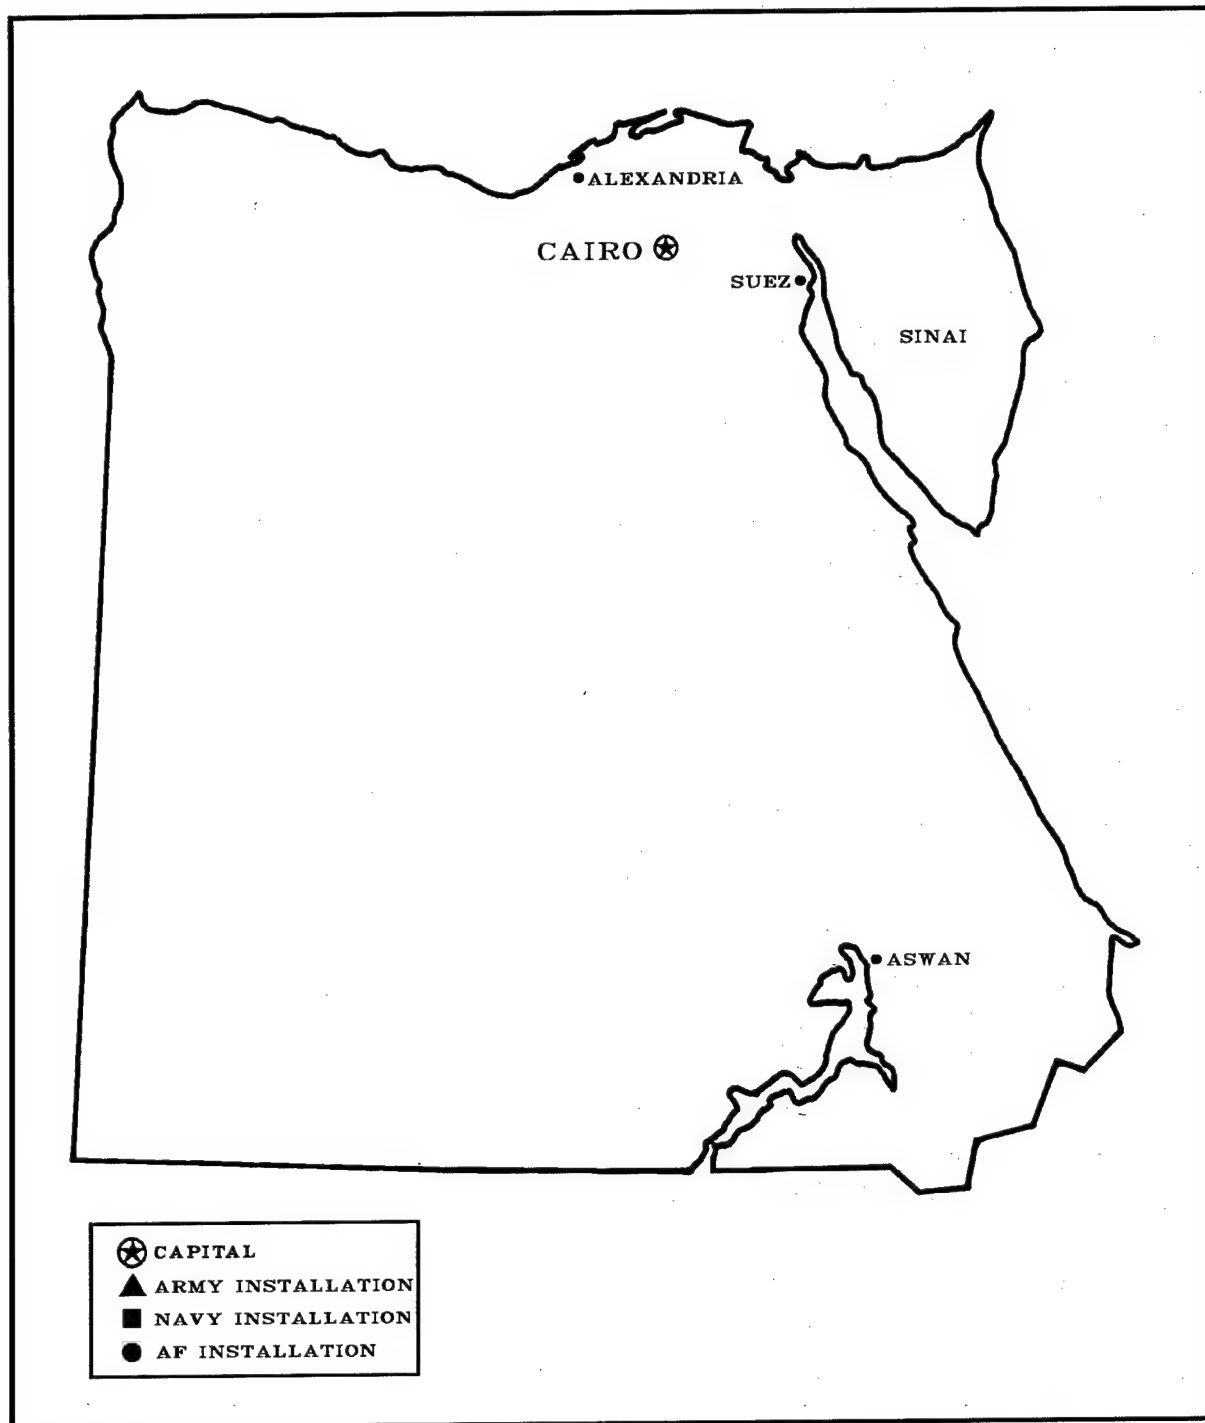 ALEXANDRIA
CAIRO
SUEZ
SINAI
ASWAN
CAPITAL
ARMY INSTALLATION
NAVY INSTALLATION
AF INSTALLATION